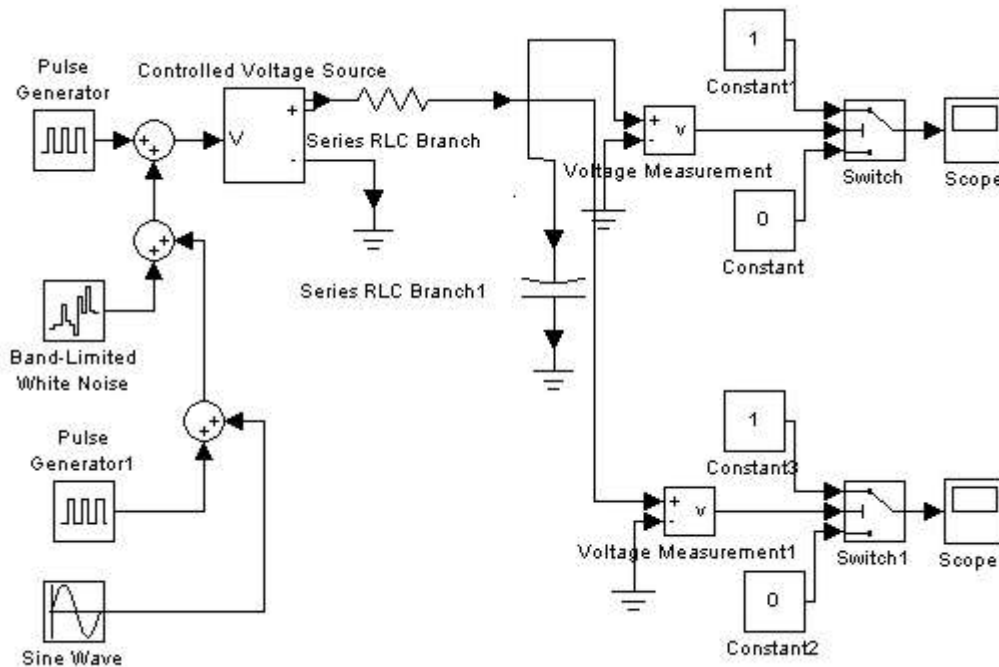 Pulse
Generator
Controlled Voltage Source
+
V
-
Series RLC Branch
+
+
+
+
Band-Limited
White Noise
Pulse
Generator1
+
+
Sine Wave
Series RLC Branch1
1
Constant1
+
-
v
Voltage Measurement
Switch
Scope
0
Constant
1
Constant3
+
-
v
Voltage Measurement1
Switch1
Scope
0
Constant2